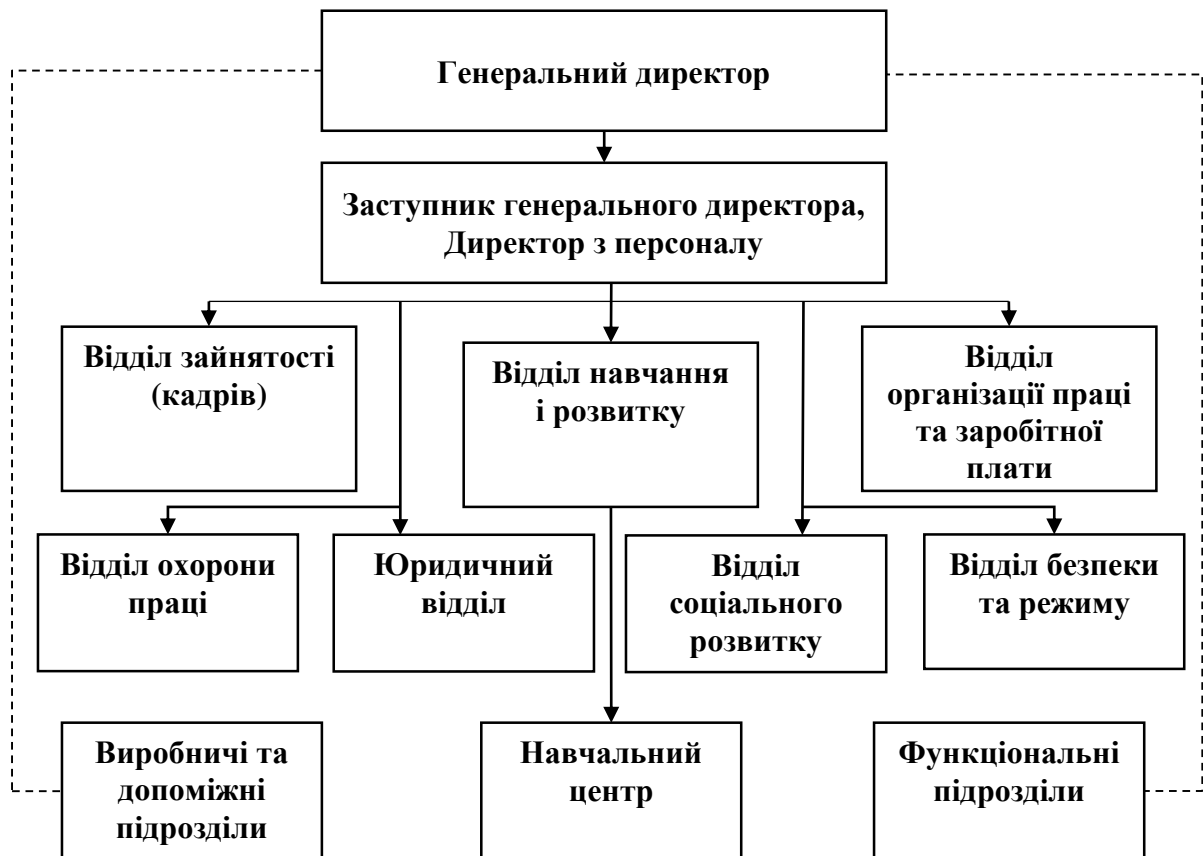 Генеральний директор
Заступник генерального директора,
Директор з персоналу
Відділ зайнятості
(кадрів)
Відділ навчання
і розвитку
Відділ
організації праці
та заробітної
плати
Відділ охорони
праці
Юридичний
відділ
Відділ
соціального
розвитку
Відділ безпеки
та режиму
Виробничі та
допоміжні
підрозділи
Навчальний
центр
Функціональні
підрозділи